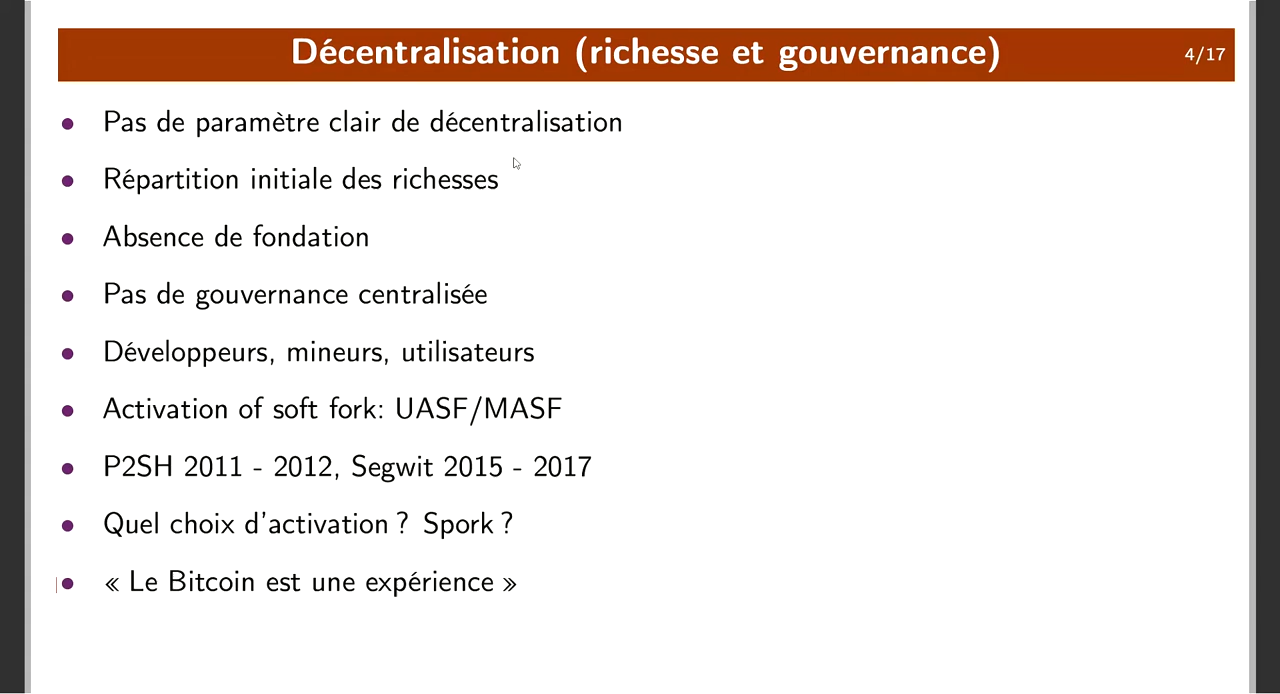 Décentralisation (richesse et gouvernance)
4/17
Pas de paramètre clair de décentralisation
Répartition initiale des richesses
Absence de fondation
Pas de gouvernance centralisée
Développeurs, mineurs, utilisateurs
Activation of soft fork: UASF/MASF
P2SH 2011 - 2012, Segwit 2015 - 2017
Quel choix d'activation ? Spork ?
« Le Bitcoin est une expérience »